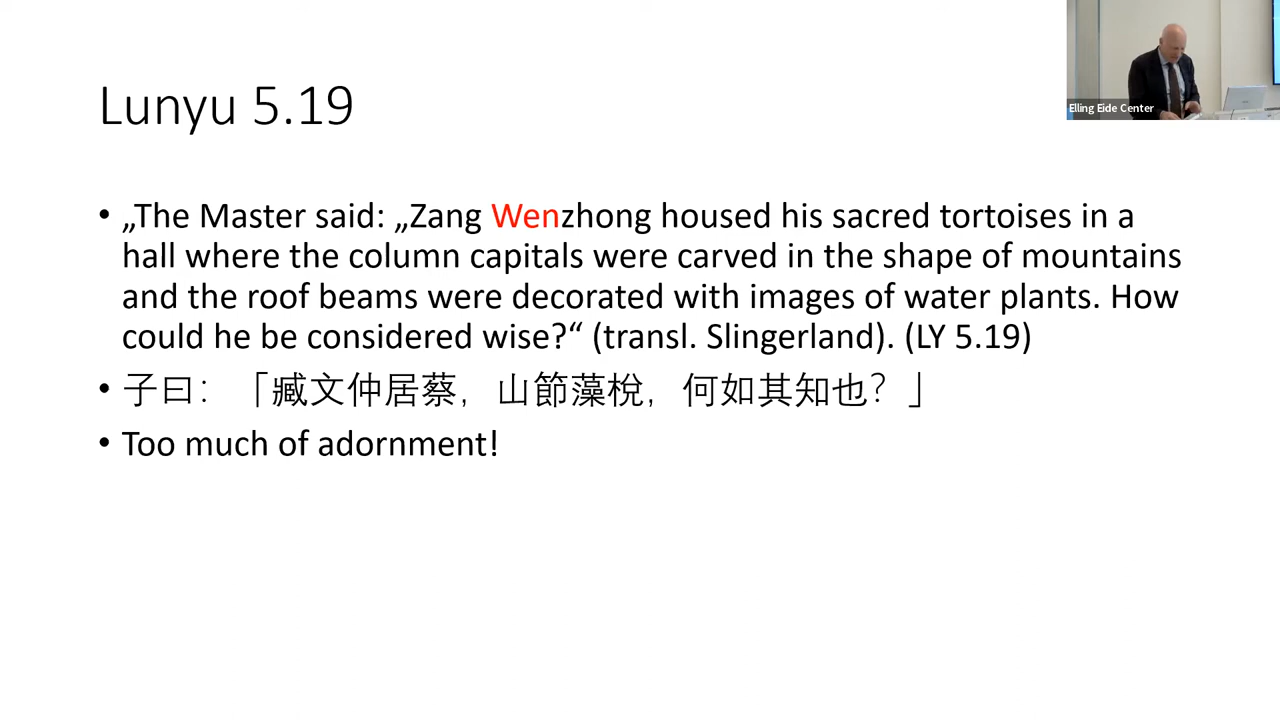 Elling Eide Center
Lunyu 5.19
• „The Master said: „Zang Wenzhong housed his sacred tortoises in a
hall where the column capitals were carved in the shape of mountains
and the roof beams were decorated with images of water plants. How
could he be considered wise?“ (transl. Slingerland). (LY 5.19)
• 子曰：「臧文仲居蔡，山節藻梲，何如其知也？」
• Too much of adornment!